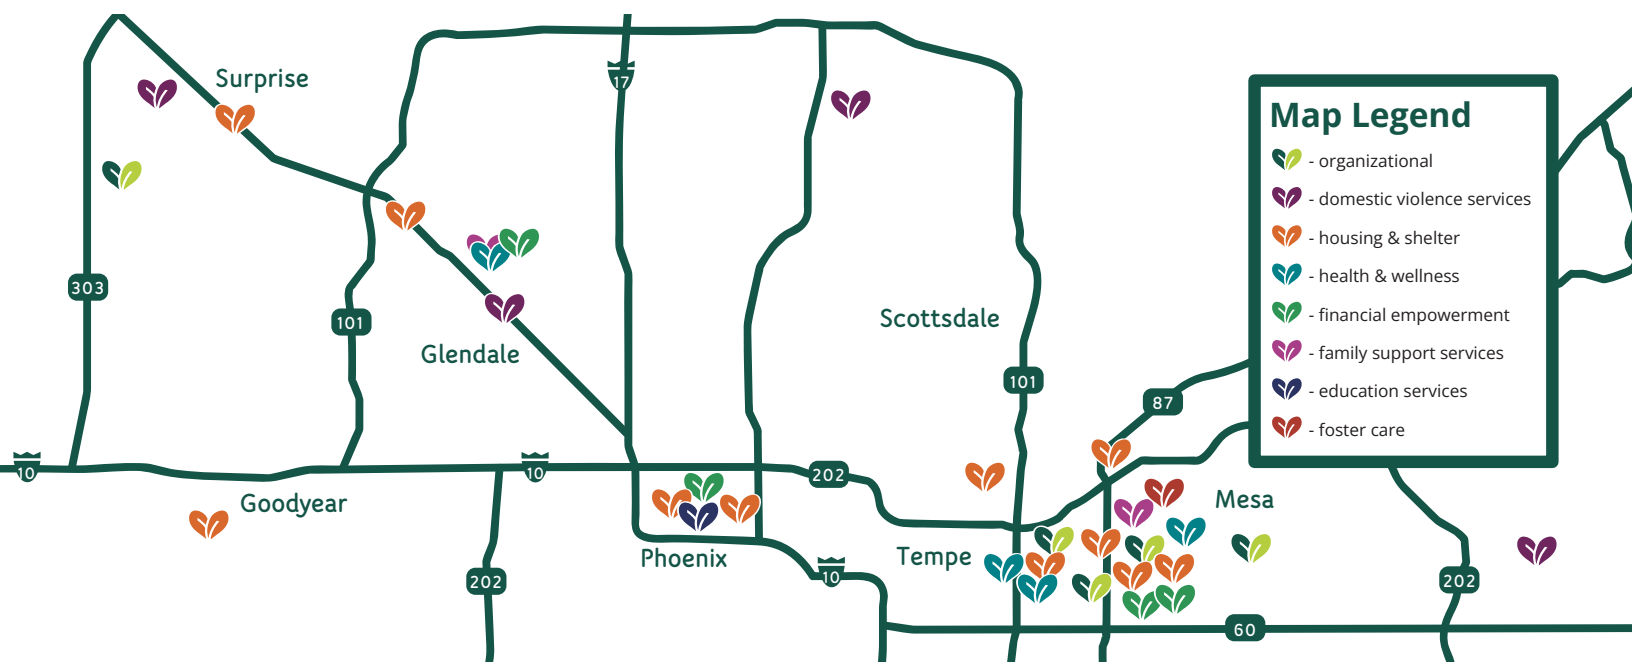 Surprise
17
303
101
Glendale
Scottsdale
101
87
10
10
202
Goodyear
Phoenix
Tempe
Mesa
202
10
202
60
Map Legend
- organizational
- domestic violence services
- housing & shelter
- health & wellness
- financial empowerment
- family support services
- education services
- foster care